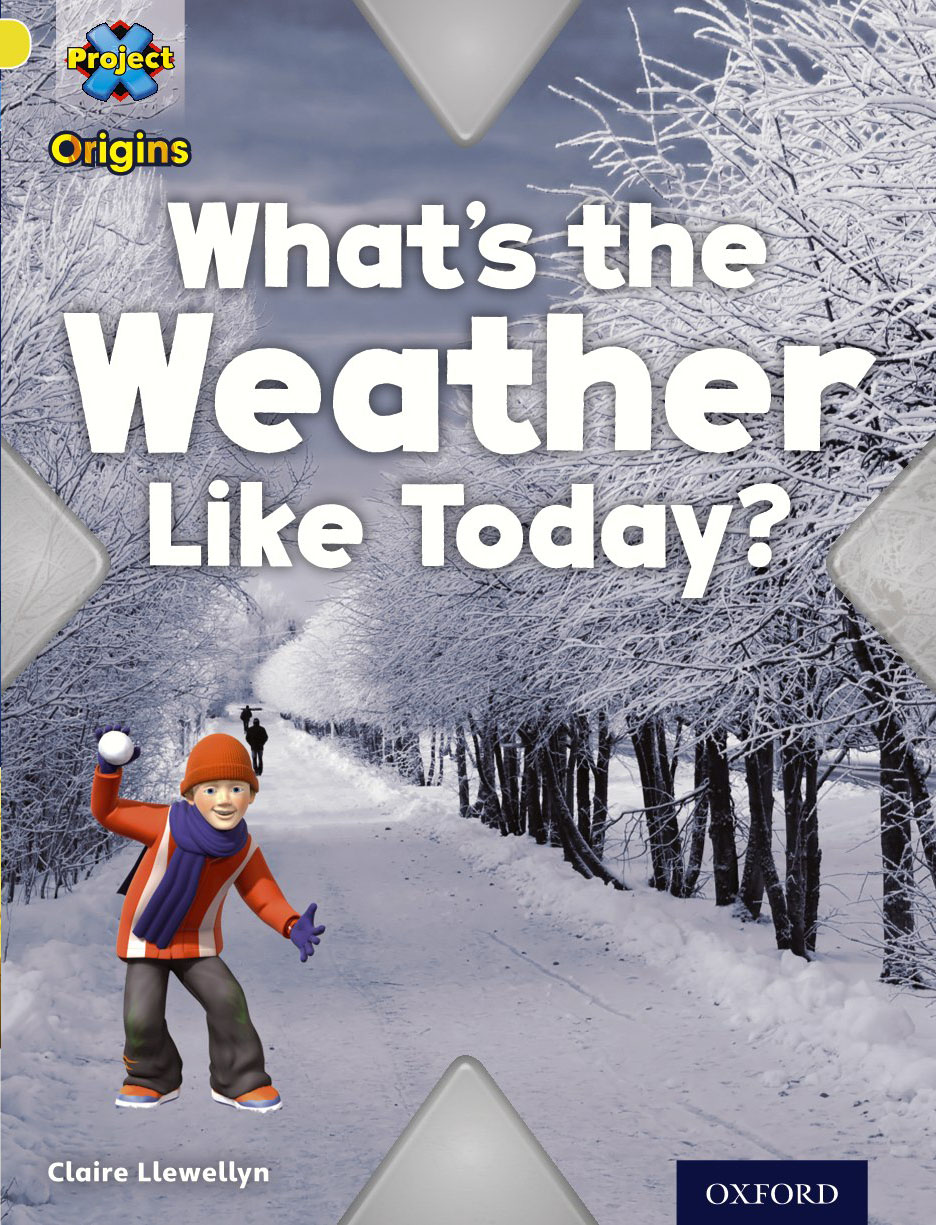 Project
Origins
What's the
Weather
Like Today?
Claire Llewellyn
OXFORD